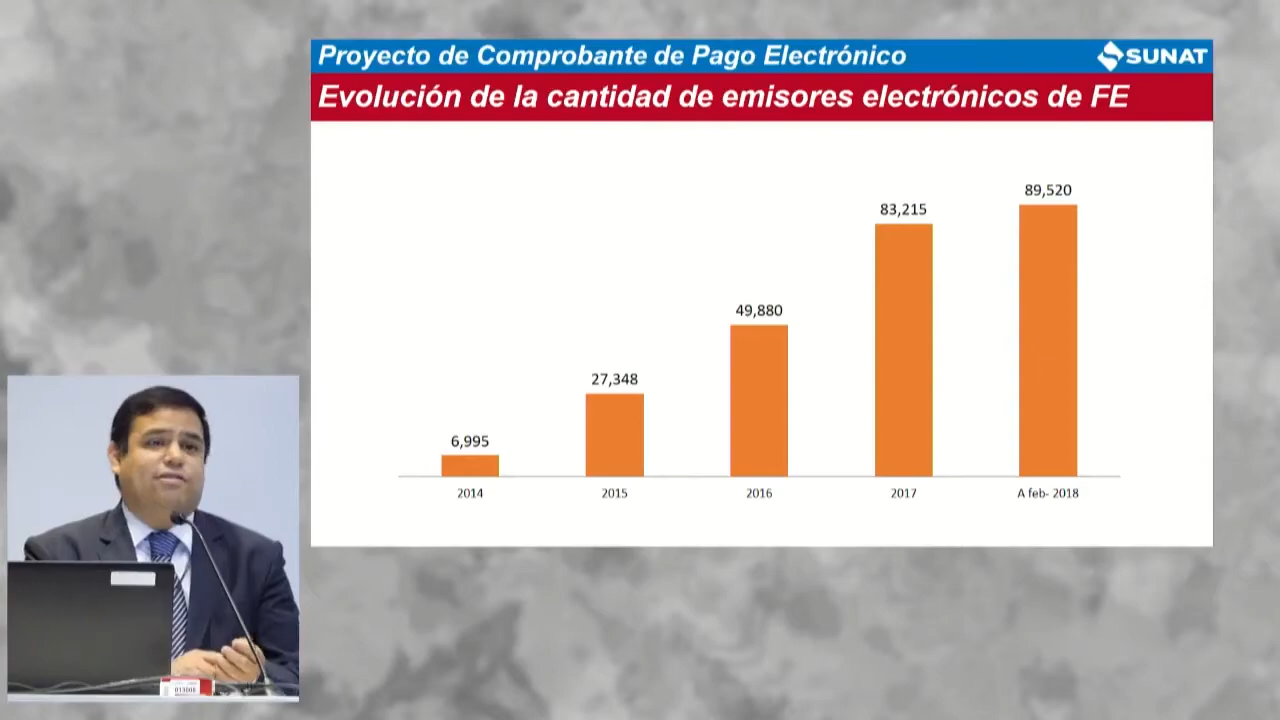 Proyecto de Comprobante de Pago Electrónico
SUNAT
Evolución de la cantidad de emisores electrónicos de FE
89,520
83,215
49,880
27,348
6,995
2014
2015
2016
2017
A feb- 2018